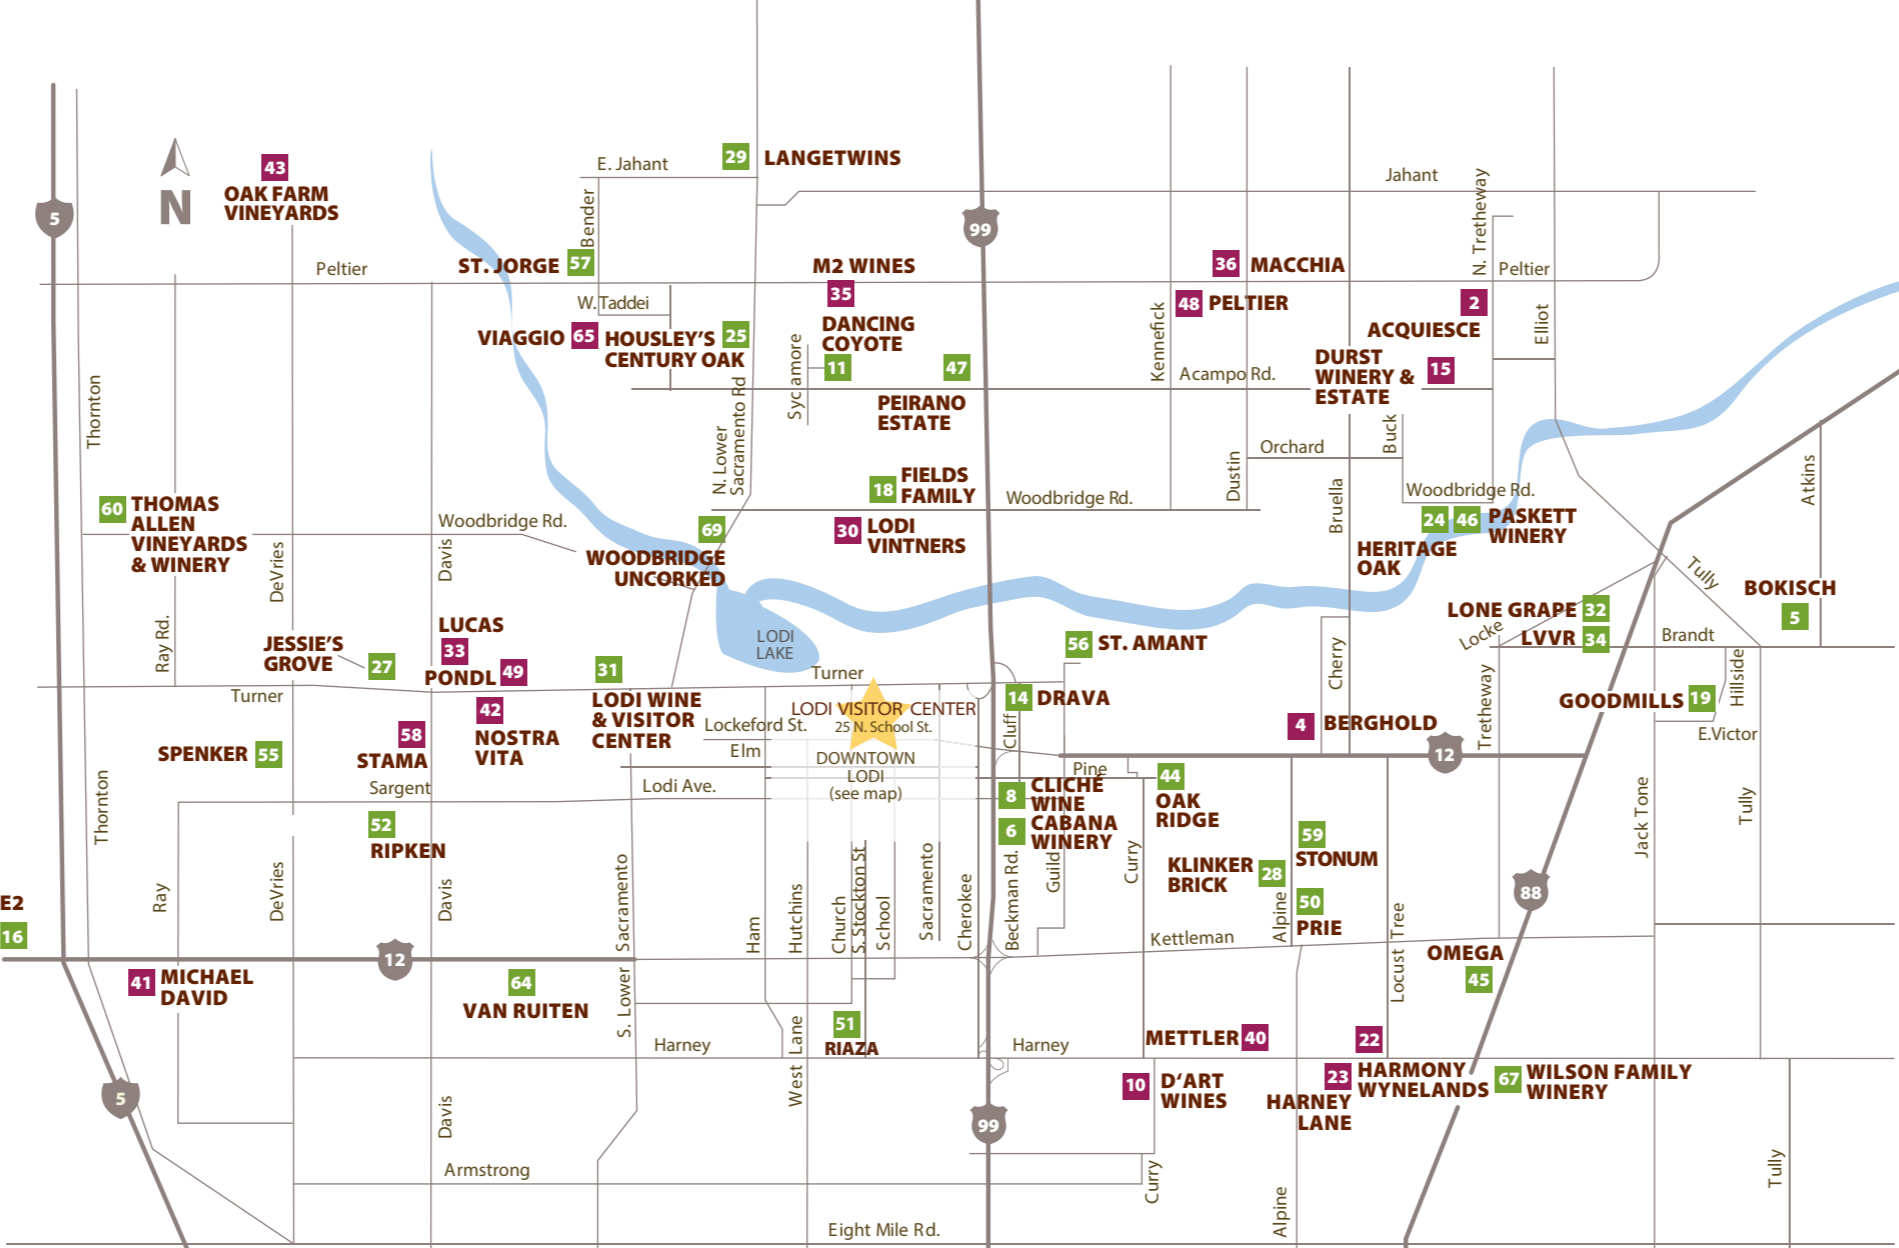 43
OAK FARM
VINEYARDS
N
5
E. Jahant
29
LANGETWINS
Bender
99
Jahant
N. Tretheway
Peltier
ST. JORGE
57
M2 WINES
35
36
MACCHIA
Peltier
W. Taddei
48
PELTIER
2
ACQUIESCE
Elliot
VIAGGIO
65
HOUSLEY'S
CENTURY OAK
25
DANCING
COYOTE
11
Sycamore
47
PEIRANO
ESTATE
Kennefick
Acampo Rd.
DURST
WINERY &
ESTATE
15
Thornton
N. Lower
Sacramento Rd
Buck
Orchard
Dustin
Bruella
Atkins
18
FIELDS
FAMILY
Woodbridge Rd.
Woodbridge Rd.
60
THOMAS
ALLEN
VINEYARDS
& WINERY
Woodbridge Rd.
69
WOODBRIDGE
UNCORKED
30
LODI
VINTNERS
24
46
PASKETT
WINERY
HERITAGE
OAK
DeVries
Davis
Tully
BOKISCH
5
LONE GRAPE
32
Locke
LVVR
34
Brandt
Ray Rd.
JESSIE'S
GROVE
27
LUCAS
33
PONDL
49
31
LODI WINE
& VISITOR
CENTER
LODI
LAKE
56
ST. AMANT
Cherry
Tretheway
Hillside
Turner
Turner
42
NOSTRA
VITA
LODI VISITOR CENTER
25 N. School St.
Lockeford St.
Elm
14
DRAVA
Cluff
4
BERGHOLD
GOODMILLS
19
E.Victor
58
STAMA
SPENKER
55
DOWNTOWN
LODI
(see map)
12
Sargent
Lodi Ave.
Pine
8
CLICHÉ
WINE
6
CABANA
WINERY
44
OAK
RIDGE
Thornton
52
RIPKEN
59
STONUM
Jack Tone
Tully
KLINKER
BRICK
28
50
PRIE
88
E2
16
Ray
DeVries
Davis
Sacramento
S. Lower
Ham
Hutchins
Church
S. Stockton St
School
Sacramento
Cherokee
Beckman Rd.
Guild
Curry
Alpine
Locust Tree
Kettleman
12
41
MICHAEL
DAVID
64
VAN RUITEN
OMEGA
45
51
RIAZA
Harney
West Lane
Harney
METTLER
40
22
HARMONY
WYNELANDS
23
HARNEY
LANE
67
WILSON FAMILY
WINERY
10
D'ART
WINES
5
Davis
99
Armstrong
Curry
Alpine
Tully
Eight Mile Rd.